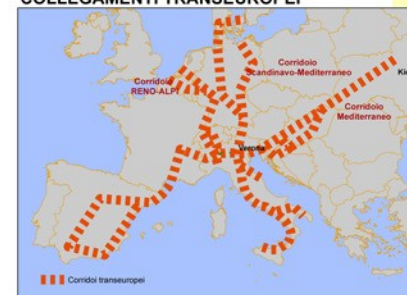 COLLEGAMENTI TRANSEUROPEI
Corridoio
Scandinavo-Mediterraneo
Corridoio
RENO-ALPI
Corridoio
Mediterraneo
Verona
Corridoi transeuropei